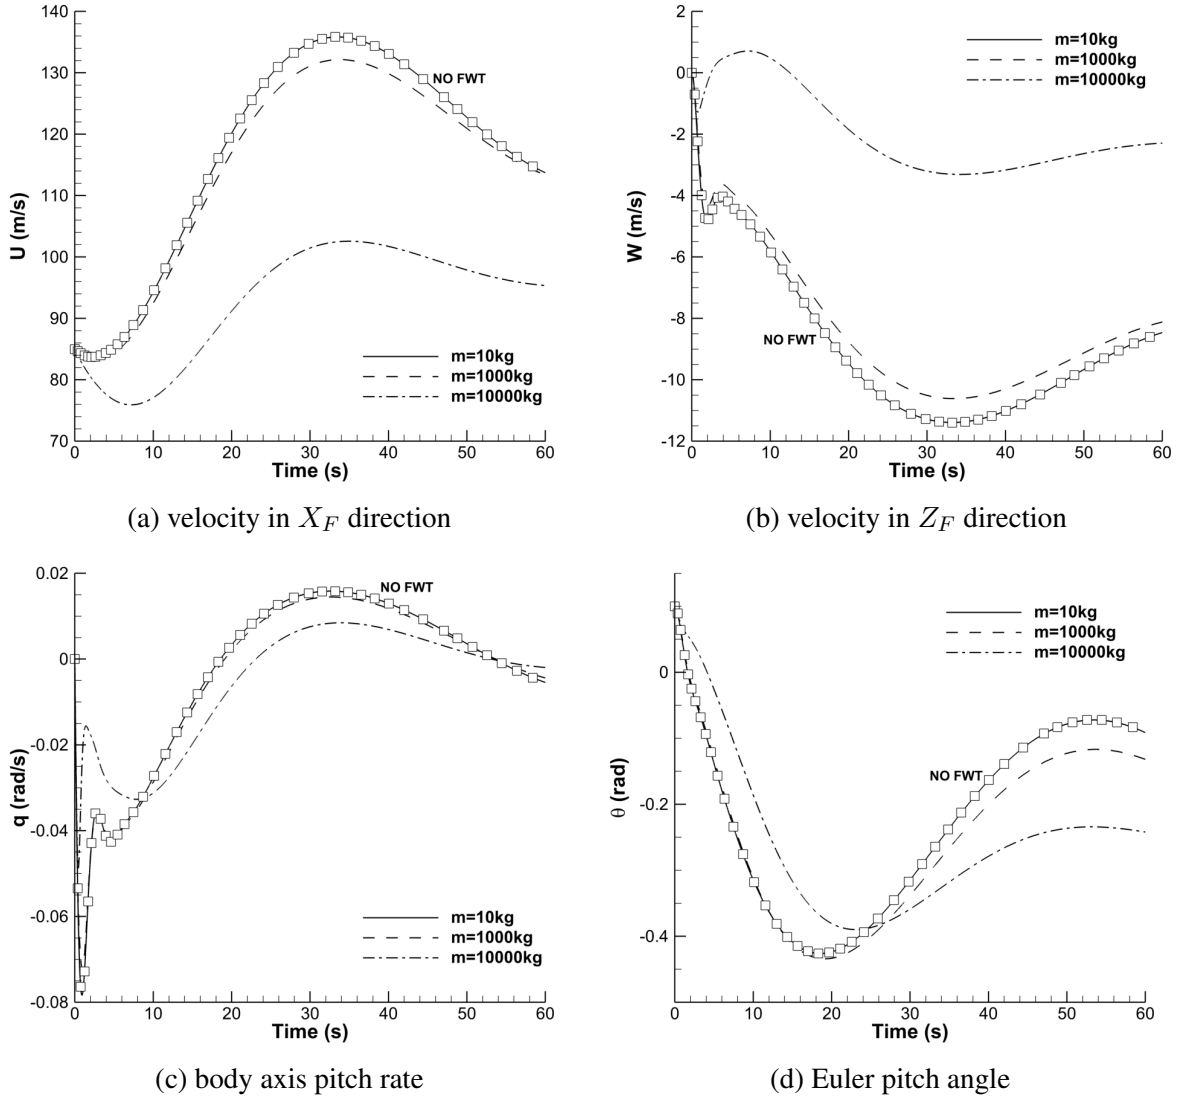 140
130
120
110
100
90
80
70
U (m/s)
NO FWT
m=10kg
m=1000kg
m=10000kg
0 10 20 30 40 50 60
Time (s)
(a) velocity in X_F direction
2
0
-2
-4
-6
-8
-10
-12
W (m/s)
m=10kg
m=1000kg
m=10000kg
NO FWT
0 10 20 30 40 50 60
Time (s)
(b) velocity in Z_F direction
0.02
0
-0.02
-0.04
-0.06
-0.08
q (rad/s)
NO FWT
m=10kg
m=1000kg
m=10000kg
0 10 20 30 40 50 60
Time (s)
(c) body axis pitch rate
0
-0.2
-0.4
θ (rad)
m=10kg
m=1000kg
m=10000kg
NO FWT
0 10 20 30 40 50 60
Time (s)
(d) Euler pitch angle